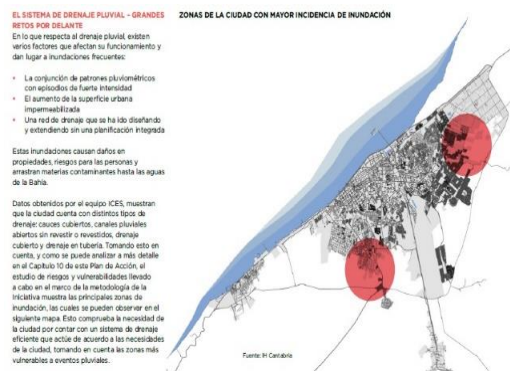 EL SISTEMA DE DRENAJE PLUVIAL – GRANDES
RETOS POR DELANTE
En lo que respecta al drenaje pluvial, existen
varios factores que afectan su funcionamiento y
dan lugar a inundaciones frecuentes:
• La conjunción de patrones pluviométricos
con episodios de fuerte intensidad
• El aumento de la superficie urbana
impermeabilizada
• Una red de drenaje que se ha ido diseñando
y extendiendo sin una planificación integrada
Estas inundaciones causan daños en
propiedades, riesgos para las personas y
arrastran materias contaminantes hasta las aguas
de la Bahía.
Datos obtenidos por el equipo ICES, muestran
que la ciudad cuenta con distintos tipos de
drenaje: cauces cubiertos, canales pluviales
abiertos sin revestir o revestidos, drenaje
cubierto y drenaje en tubería. Tomando esto en
cuenta, y como se puede analizar a más detalle
en el Capítulo 10 de este Plan de Acción, el
estudio de riesgos y vulnerabilidades llevado
a cabo en el marco de la metodología de la
Iniciativa muestra las principales zonas de
inundación, las cuales se pueden observar en el
siguiente mapa. Esto comprueba la necesidad de
la ciudad por contar con un sistema de drenaje
eficiente que actúe de acuerdo a las necesidades
de la ciudad, tomando en cuenta las zonas más
vulnerables a eventos pluviales.
ZONAS DE LA CIUDAD CON MAYOR INCIDENCIA DE INUNDACIÓN
Fuente: IH Cantabria